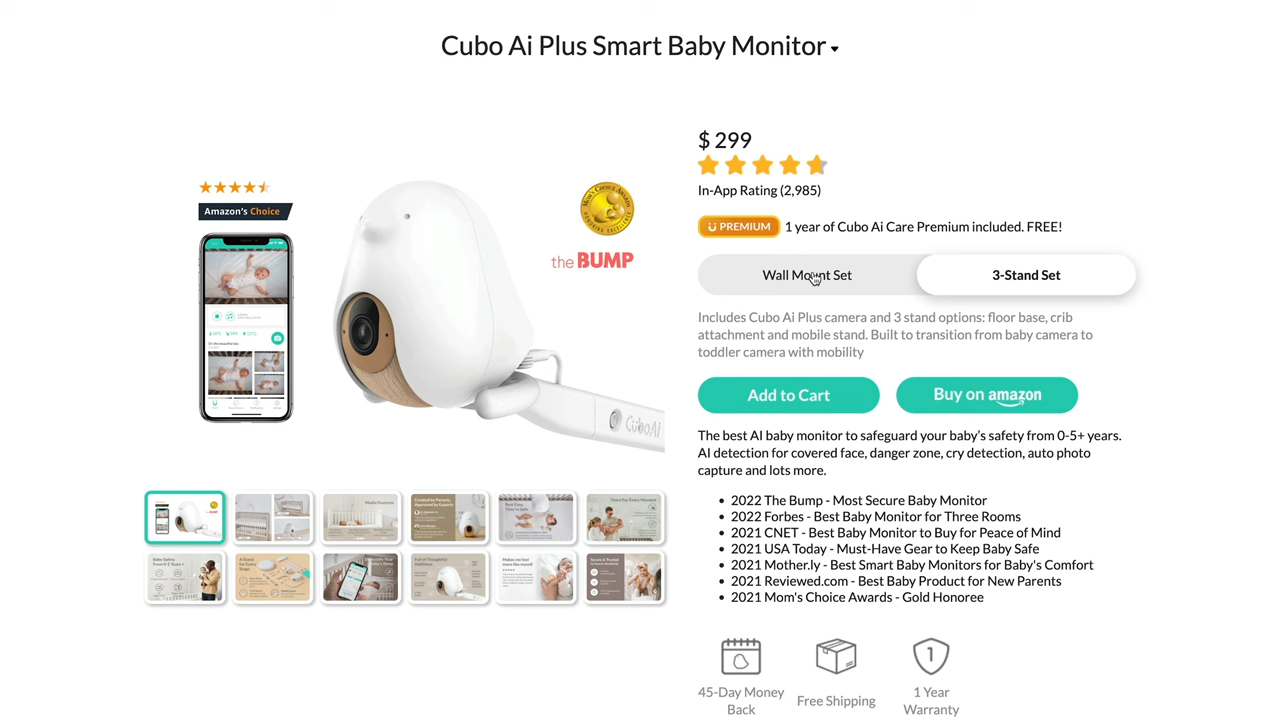 Cubo Ai Plus Smart Baby Monitor
Amazon's Choice
MOM'S CHOICE AWARDS
HONORING EXCELLENCE
the BUMP
CuboAi
$ 299
In-App Rating (2,985)
PREMIUM 1 year of Cubo Ai Care Premium included. FREE!
Wall Mount Set
3-Stand Set
Includes Cubo Ai Plus camera and 3 stand options: floor base, crib
attachment and mobile stand. Built to transition from baby camera to
toddler camera with mobility
Add to Cart
Buy on amazon
The best AI baby monitor to safeguard your baby's safety from 0-5+ years.
AI detection for covered face, danger zone, cry detection, auto photo
capture and lots more.
• 2022 The Bump - Most Secure Baby Monitor
• 2022 Forbes - Best Baby Monitor for Three Rooms
• 2021 CNET - Best Baby Monitor to Buy for Peace of Mind
• 2021 USA Today - Must-Have Gear to Keep Baby Safe
• 2021 Mother.ly - Best Smart Baby Monitors for Baby's Comfort
• 2021 Reviewed.com - Best Baby Product for New Parents
• 2021 Mom's Choice Awards - Gold Honoree
45-Day Money
Back
Free Shipping
1
1 Year
Warranty